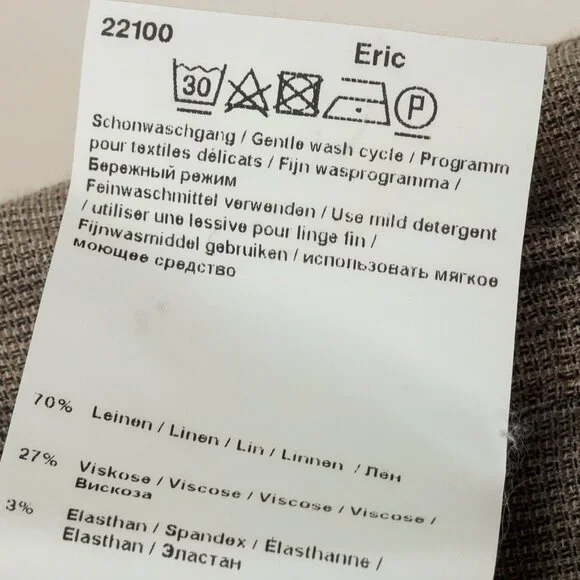 22100
Eric
30 P
Schonwaschgang / Gentle wash cycle / Programm
pour textiles délicats / Fijn wasprogramma /
Бережный режим
Feinwaschmittel verwenden / Use mild detergent
/ utiliser une lessive pour linge fin /
Fijnwasmiddel gebruiken / использовать мягкое
моющее средство
70% Leinen / Linen / Lin / Linnen / Лен
27% Viskose / Viscose / Viscose / Viscose /
Вискоза
3% Elasthan / Spandex / Élasthanne /
Elasthan / Эластан